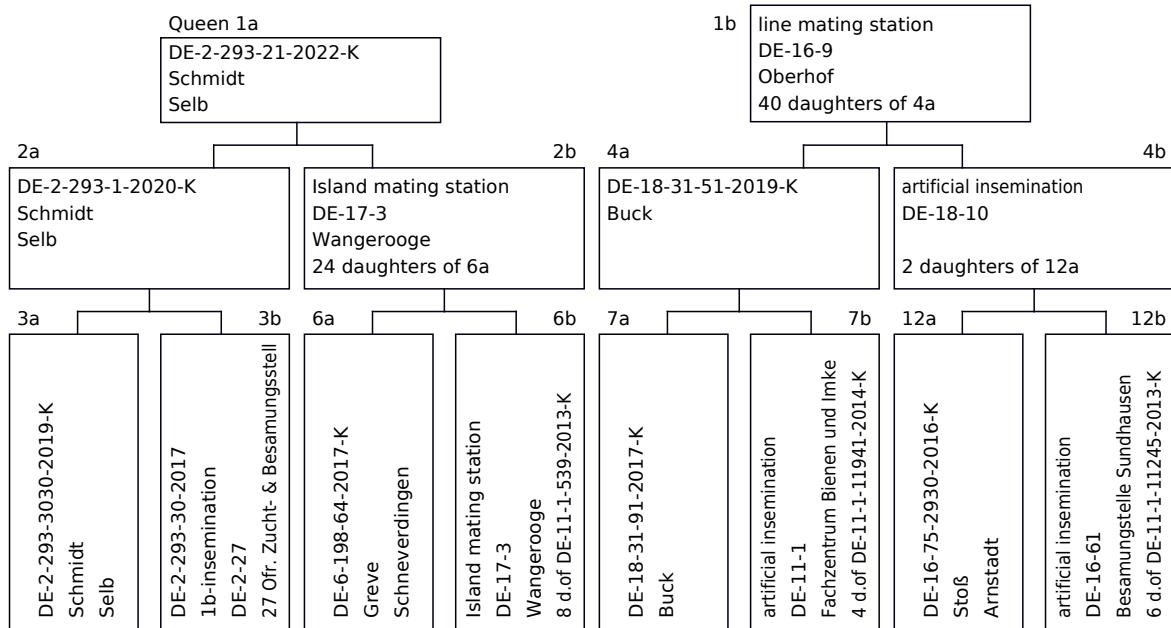 Queen 1a
DE-2-293-21-2022-K
Schmidt
Selb
1b
line mating station
DE-16-9
Oberhof
40 daughters of 4a
2a
DE-2-293-1-2020-K
Schmidt
Selb
2b
Island mating station
DE-17-3
Wangerooge
24 daughters of 6a
4a
DE-18-31-51-2019-K
Buck
4b
artificial insemination
DE-18-10
2 daughters of 12a
3a
DE-2-293-3030-2019-K
Schmidt
Selb
3b
DE-2-293-30-2017
1b-insemination
DE-2-27
27 Ofr. Zucht- & Besamungsstell
6a
DE-6-198-64-2017-K
Greve
Schneverdingen
6b
Island mating station
DE-17-3
Wangerooge
8 d.of DE-11-1-539-2013-K
7a
DE-18-31-91-2017-K
Buck
7b
artificial insemination
DE-11-1
Fachzentrum Bienen und Imke
4 d.of DE-11-1-11941-2014-K
12a
DE-16-75-2930-2016-K
Stoß
Arnstadt
12b
artificial insemination
DE-16-61
Besamungstelle Sundhausen
6 d.of DE-11-1-11245-2013-K